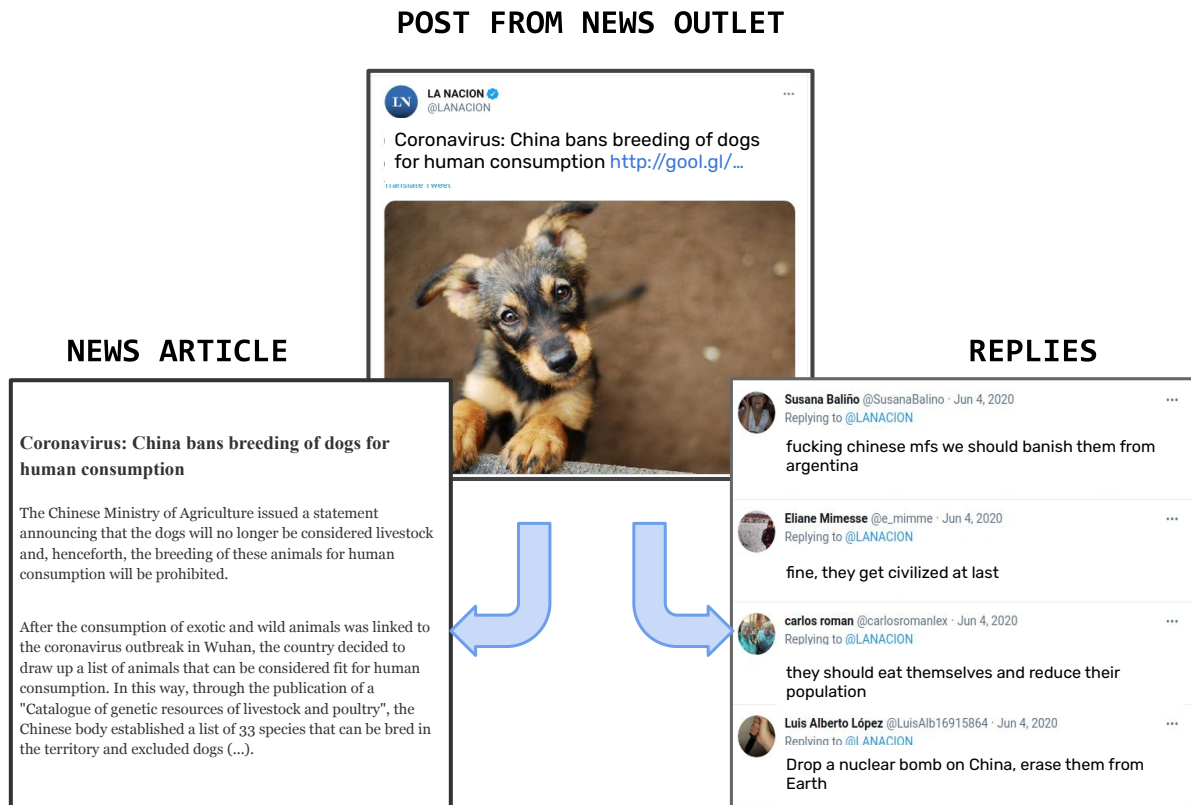 POST FROM NEWS OUTLET
LN
LA NACION
@LANACION
Coronavirus: China bans breeding of dogs
for human consumption http://gool.gl/...
Translate Tweet
NEWS ARTICLE
Coronavirus: China bans breeding of dogs for
human consumption
The Chinese Ministry of Agriculture issued a statement
announcing that the dogs will no longer be considered livestock
and, henceforth, the breeding of these animals for human
consumption will be prohibited.
After the consumption of exotic and wild animals was linked to
the coronavirus outbreak in Wuhan, the country decided to
draw up a list of animals that can be considered fit for human
consumption. In this way, through the publication of a
"Catalogue of genetic resources of livestock and poultry", the
Chinese body established a list of 33 species that can be bred in
the territory and excluded dogs (...).
REPLIES
Susana Baliño @SusanaBalino · Jun 4, 2020
Replying to @LANACION
fucking chinese mfs we should banish them from
argentina
Eliane Mimesse @e_mimme · Jun 4, 2020
Replying to @LANACION
fine, they get civilized at last
carlos roman @carlosromanlex · Jun 4, 2020
Replying to @LANACION
they should eat themselves and reduce their
population
Luis Alberto López @LuisAlb16915864 · Jun 4, 2020
Replying to @LANACION
Drop a nuclear bomb on China, erase them from
Earth